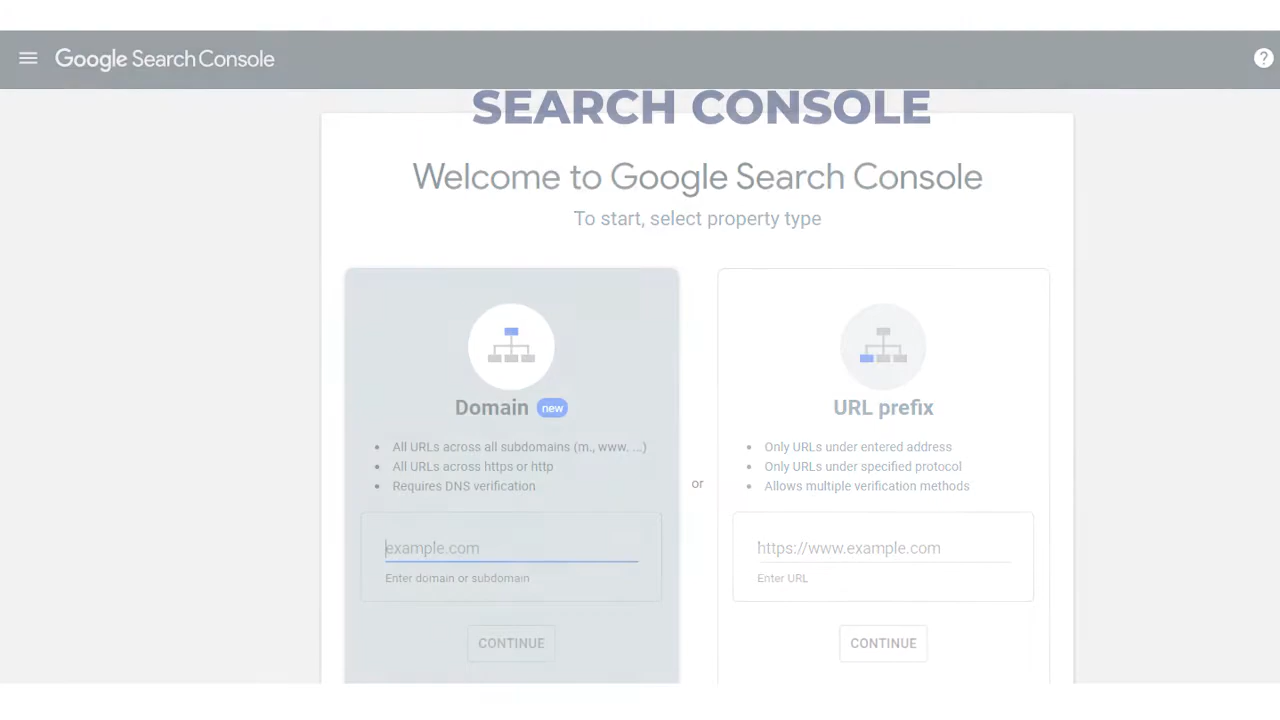 Google Search Console
?
SEARCH CONSOLE
Welcome to Google Search Console
To start, select property type
Domain new
• All URLs across all subdomains (m., www. ...)
• All URLs across https or http
• Requires DNS verification
example.com
Enter domain or subdomain
CONTINUE
or
URL prefix
• Only URLs under entered address
• Only URLs under specified protocol
• Allows multiple verification methods
https://www.example.com
Enter URL
CONTINUE